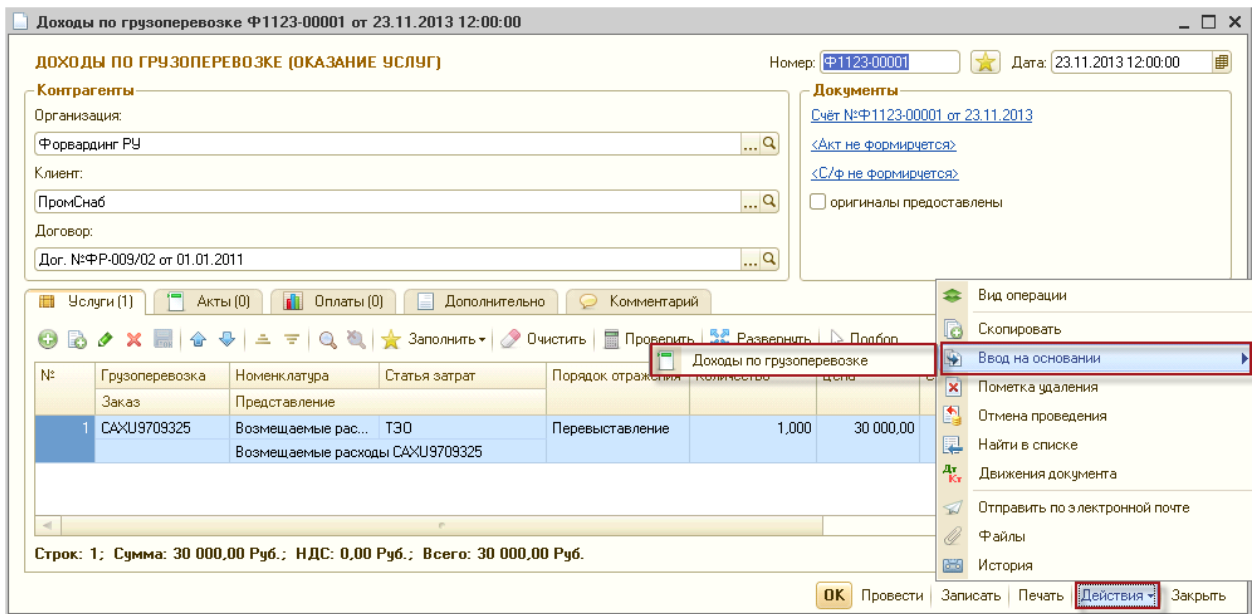 Доходы по грузоперевозке Ф1123-00001 от 23.11.2013 12:00:00
ДОХОДЫ ПО ГРУЗОПЕРЕВОЗКЕ (ОКАЗАНИЕ УСЛУГ)
Номер: Ф1123-00001 Дата: 23.11.2013 12:00:00
Контрагенты
Документы
Организация:
Счёт №Ф1123-00001 от 23.11.2013
Форвардинг РУ ...
<Акт не формируется>
Клиент:
<С/ф не формируется>
ПромСнаб ...
оригиналы предоставлены
Договор:
Дог. №ФР-009/02 от 01.01.2011 ...
Услуги (1) Акты (0) Оплаты (0) Дополнительно Комментарий
Заполнить Очистить Проверить Развернуть Подбор
№ Грузоперевозка Номенклатура Статья затрат Порядок отражения Количество Цена
Заказ Представление
1 CAXU9709325 Возмещаемые рас... ТЭО Перевыставление 1,000 30 000,00
Возмещаемые расходы CAXU9709325
Строк: 1; Сумма: 30 000,00 Руб.; НДС: 0,00 Руб.; Всего: 30 000,00 Руб.
Доходы по грузоперевозке
Вид операции
Скопировать
Ввод на основании
Пометка удаления
Отмена проведения
Найти в списке
Дт
Кт
Движения документа
Отправить по электронной почте
Файлы
История
OK Провести Записать Печать Действия Закрыть